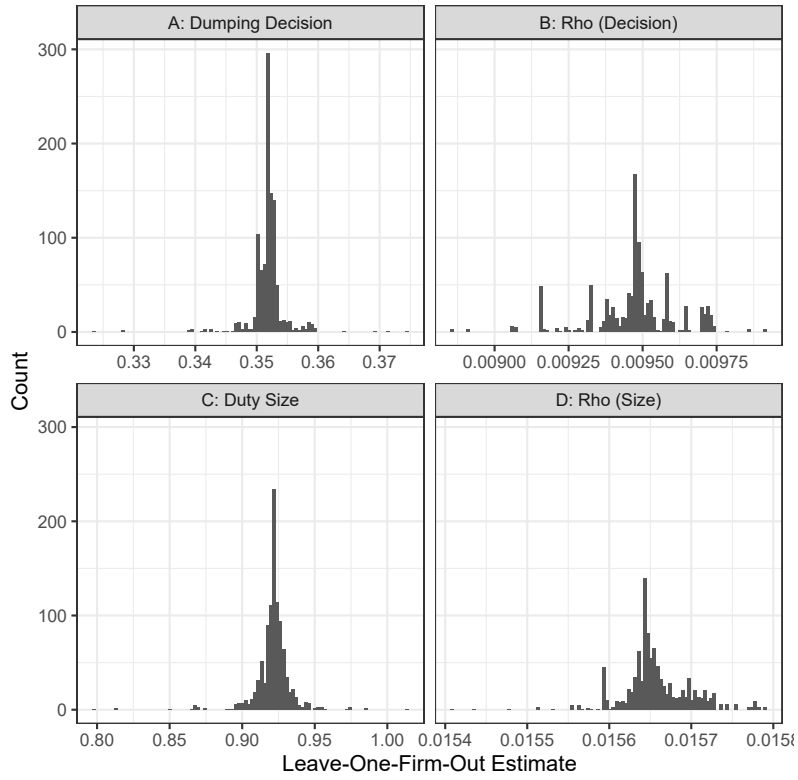 A: Dumping Decision
B: Rho (Decision)
300
200
100
0
0.33 0.34 0.35 0.36 0.37
0.00900 0.00925 0.00950 0.00975
Count
C: Duty Size
D: Rho (Size)
300
200
100
0
0.80 0.85 0.90 0.95 1.00
0.0154 0.0155 0.0156 0.0157 0.0158
Leave-One-Firm-Out Estimate